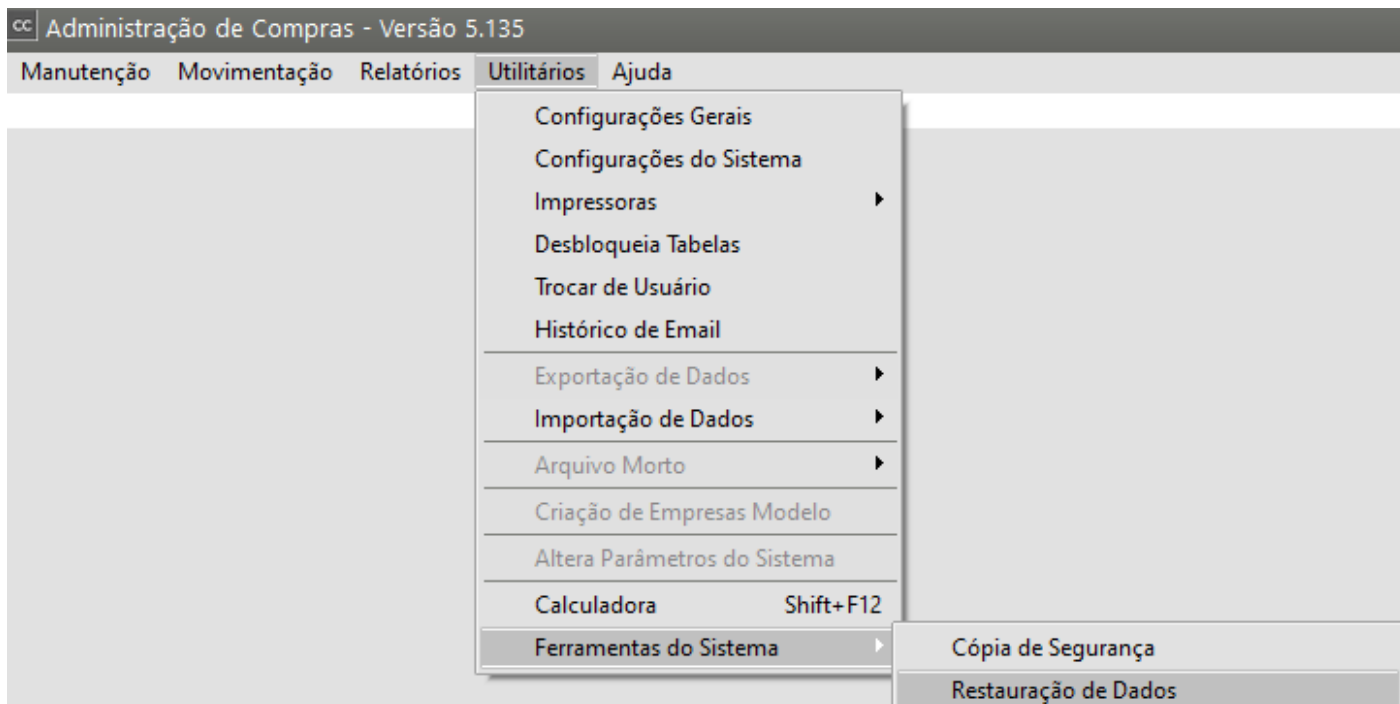 cc Administração de Compras - Versão 5.135
Manutenção Movimentação Relatórios Utilitários Ajuda
Configurações Gerais
Configurações do Sistema
Impressoras
Desbloqueia Tabelas
Trocar de Usuário
Histórico de Email
Exportação de Dados
Importação de Dados
Arquivo Morto
Criação de Empresas Modelo
Altera Parâmetros do Sistema
Calculadora Shift+F12
Ferramentas do Sistema Cópia de Segurança
Restauração de Dados